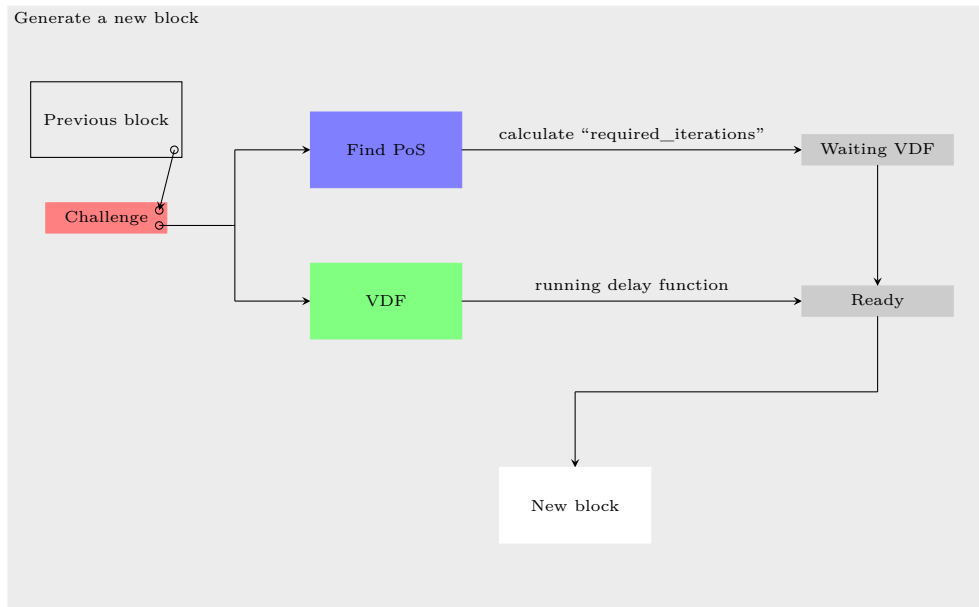 Generate a new block
Previous block
Find PoS
calculate “required_iterations”
Waiting VDF
Challenge
VDF
running delay function
Ready
New block